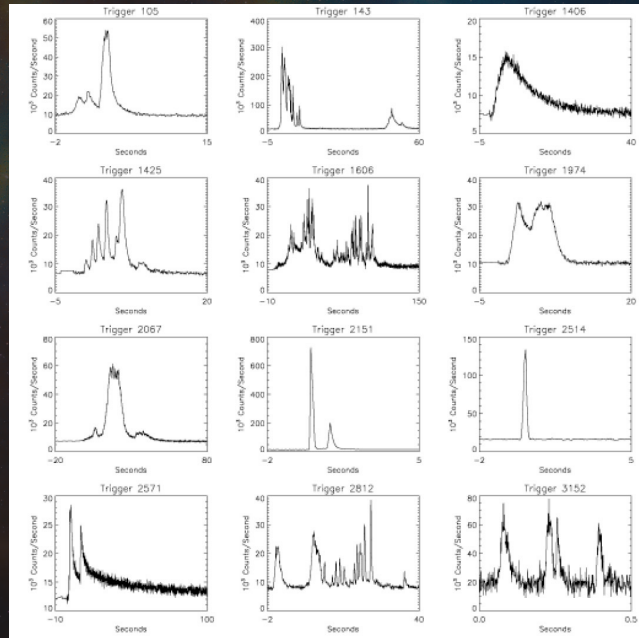 Trigger 105
10³ Counts/Second
60
50
40
30
20
10
0
-2
15
Seconds
Trigger 143
10³ Counts/Second
400
300
200
100
0
-5
60
Seconds
Trigger 1406
10³ Counts/Second
20
15
10
5
-5
40
Seconds
Trigger 1425
10³ Counts/Second
40
30
20
10
0
-5
20
Seconds
Trigger 1606
10³ Counts/Second
40
30
20
10
0
-10
150
Seconds
Trigger 1974
10³ Counts/Second
40
30
20
10
0
-5
20
Seconds
Trigger 2067
10³ Counts/Second
80
60
40
20
0
-20
80
Seconds
Trigger 2151
10³ Counts/Second
800
600
400
200
0
-2
5
Seconds
Trigger 2514
10³ Counts/Second
150
100
50
0
-2
5
Seconds
Trigger 2571
10³ Counts/Second
30
25
20
15
10
-10
100
Seconds
Trigger 2812
10³ Counts/Second
40
30
20
10
0
-20
40
Seconds
Trigger 3152
10³ Counts/Second
80
60
40
20
0
0.0
0.5
Seconds